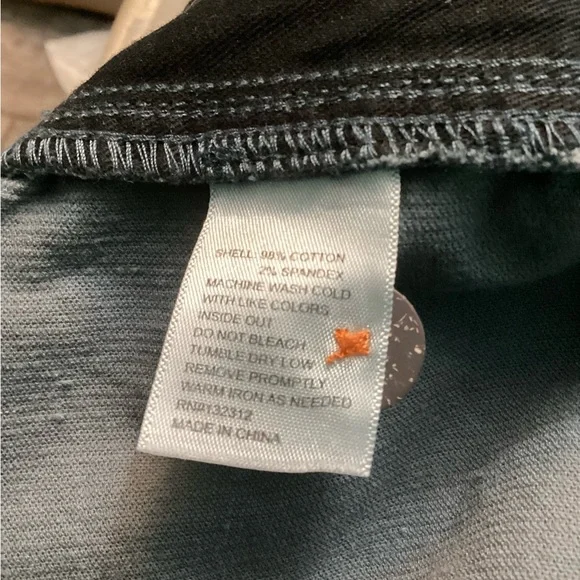 SHELL: 98% COTTON
2% SPANDEX
MACHINE WASH COLD
WITH LIKE COLORS
INSIDE OUT
DO NOT BLEACH
TUMBLE DRY LOW
REMOVE PROMPTLY
WARM IRON AS NEEDED
RN#132312
MADE IN CHINA